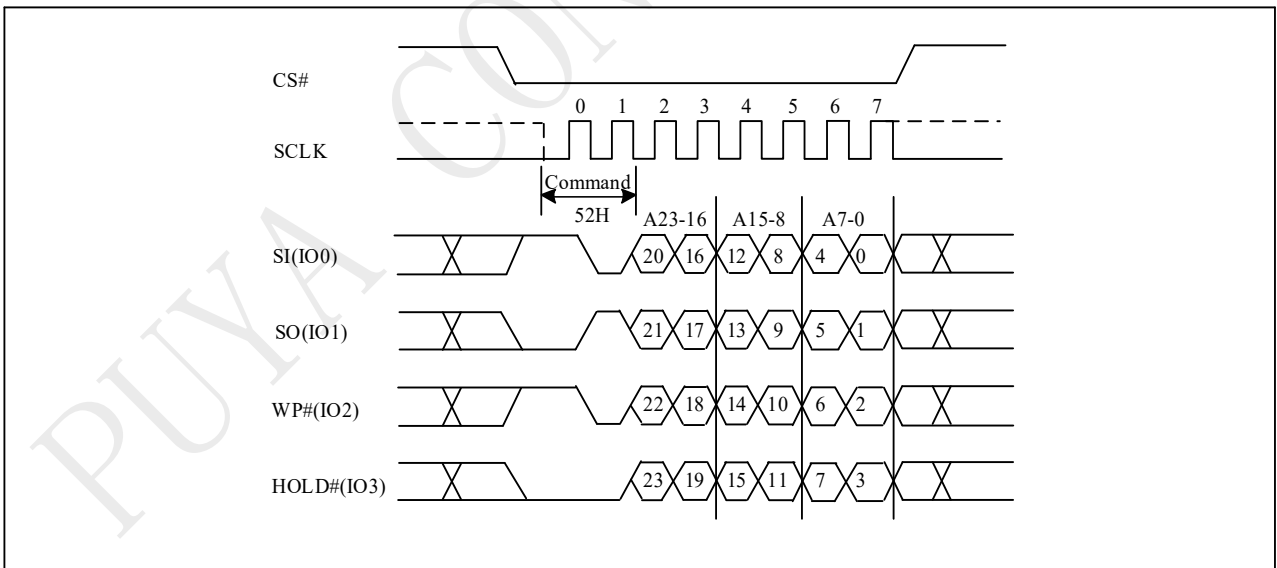 PUYA CON
CS#
0 1 2 3 4 5 6 7
SCLK
Command
52H
A23-16 A15-8 A7-0
SI(IO0) 20 16 12 8 4 0
SO(IO1) 21 17 13 9 5 1
WP#(IO2) 22 18 14 10 6 2
HOLD#(IO3) 23 19 15 11 7 3